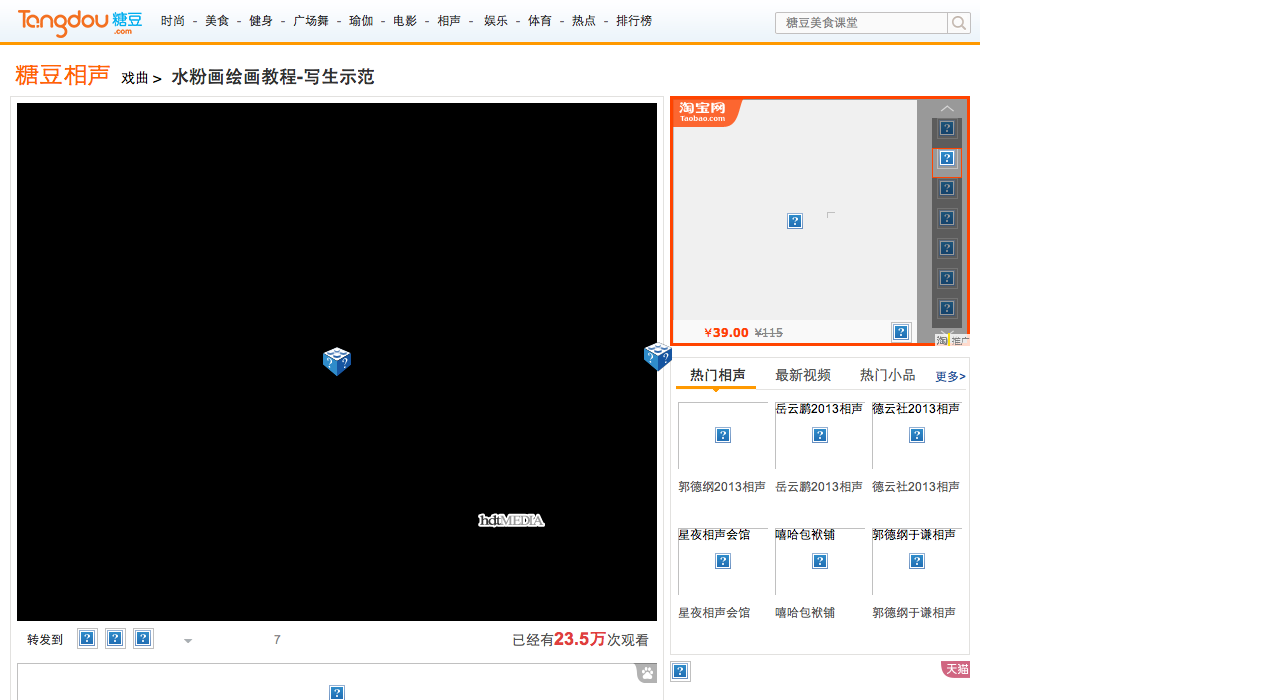 Tangdou 糖豆 .com
时尚 - 美食 - 健身 - 广场舞 - 瑜伽 - 电影 - 相声 - 娱乐 - 体育 - 热点 - 排行榜
糖豆美食课堂
糖豆相声 戏曲 > 水粉画绘画教程-写生示范
淘宝网
Taobao.com
¥39.00 ¥115
淘 推广
热门相声 最新视频 热门小品 更多>
岳云鹏2013相声 德云社2013相声
郭德纲2013相声 岳云鹏2013相声 德云社2013相声
星夜相声会馆 嘻哈包袱铺 郭德纲于谦相声
星夜相声会馆 嘻哈包袱铺 郭德纲于谦相声
hdtMEDIA
转发到 7 已经有23.5万次观看
天猫